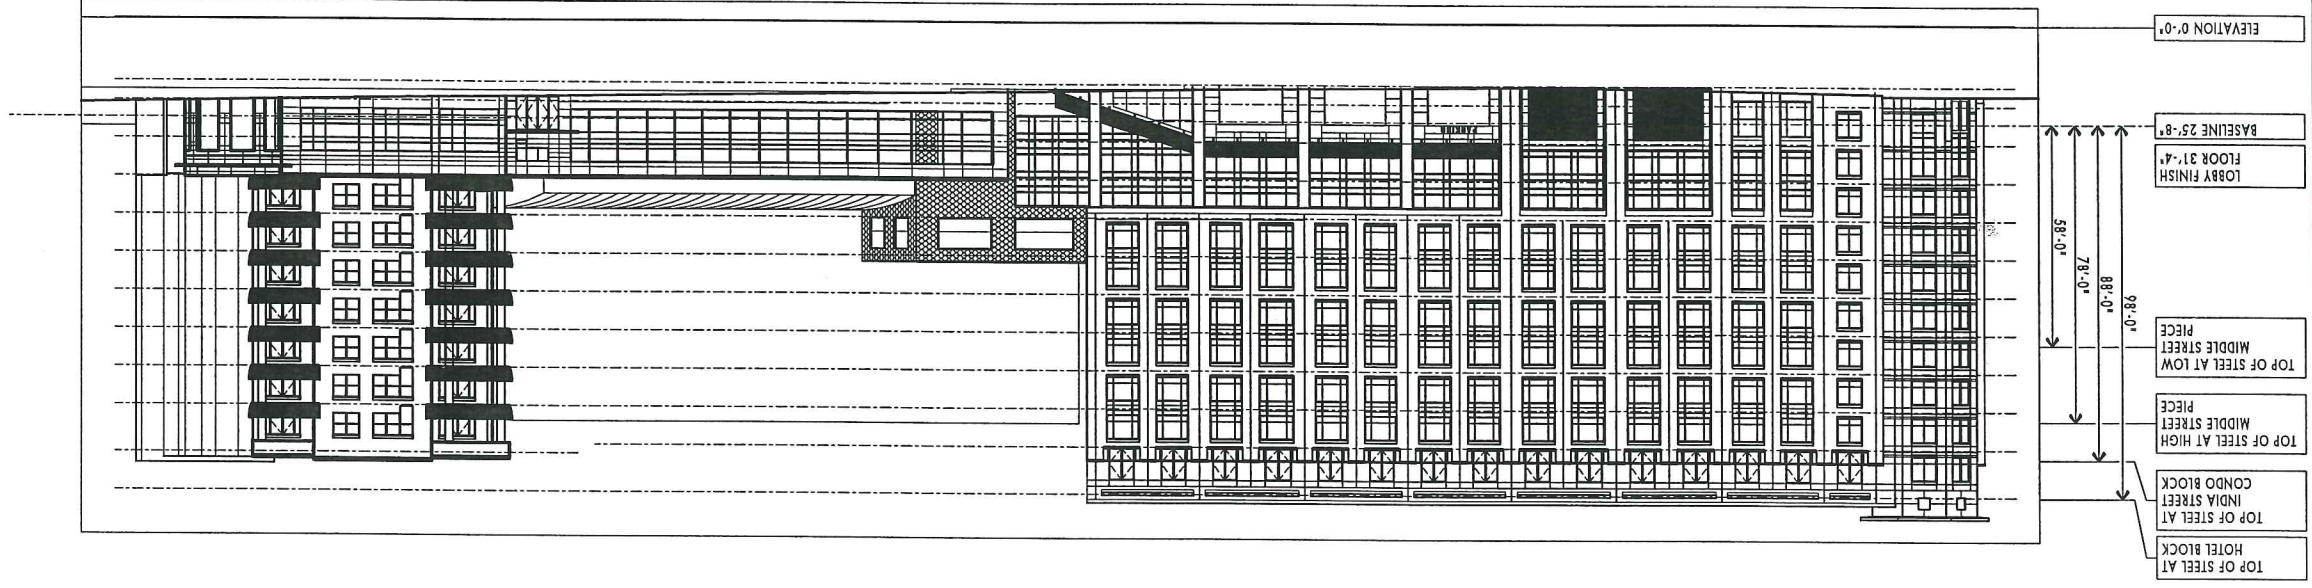 TOP OF STEEL AT
HOTEL BLOCK
TOP OF STEEL AT
INDIA STREET
CONDO BLOCK
TOP OF STEEL AT HIGH
MIDDLE STREET
PIECE
TOP OF STEEL AT LOW
MIDDLE STREET
PIECE
98'-0"
88'-0"
78'-0"
58'-0"
LOBBY FINISH
FLOOR 31'-4"
BASELINE 25'-8"
ELEVATION 0'-0"
PARKING